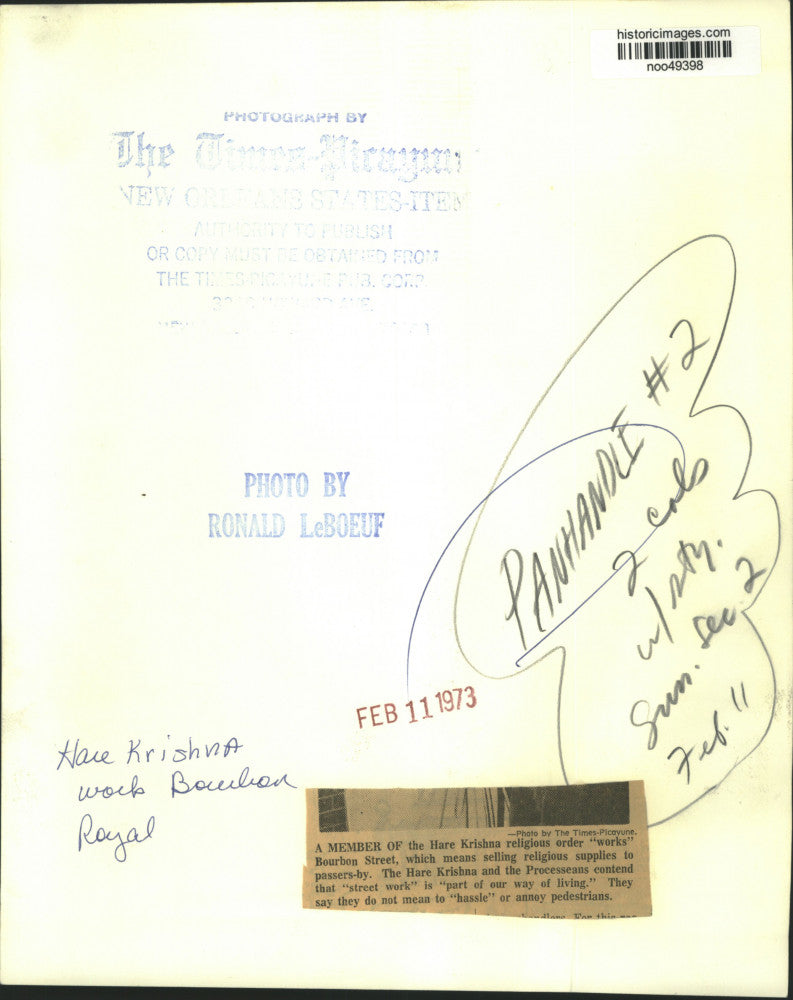 historicimages.com
noo49398
PHOTOGRAPH BY
The Times-Picayune
NEW ORLEANS STATES-ITEM
AUTHORITY TO PUBLISH
OR COPY MUST BE OBTAINED FROM
THE TIMES-PICAYUNE PUB. CORP.
AVE.
PHOTO BY
RONALD LeBOEUF
PANHANDLE #2
2 cols
w/sty.
Sun. Sec. 2
Feb. 11
FEB 11 1973
Hare Krishna
work Bourbon
Royal
—Photo by The Times-Picayune.
A MEMBER OF the Hare Krishna religious order "works"
Bourbon Street, which means selling religious supplies to
passers-by. The Hare Krishna and the Processeans contend
that "street work" is "part of our way of living." They
say they do not mean to "hassle" or annoy pedestrians.